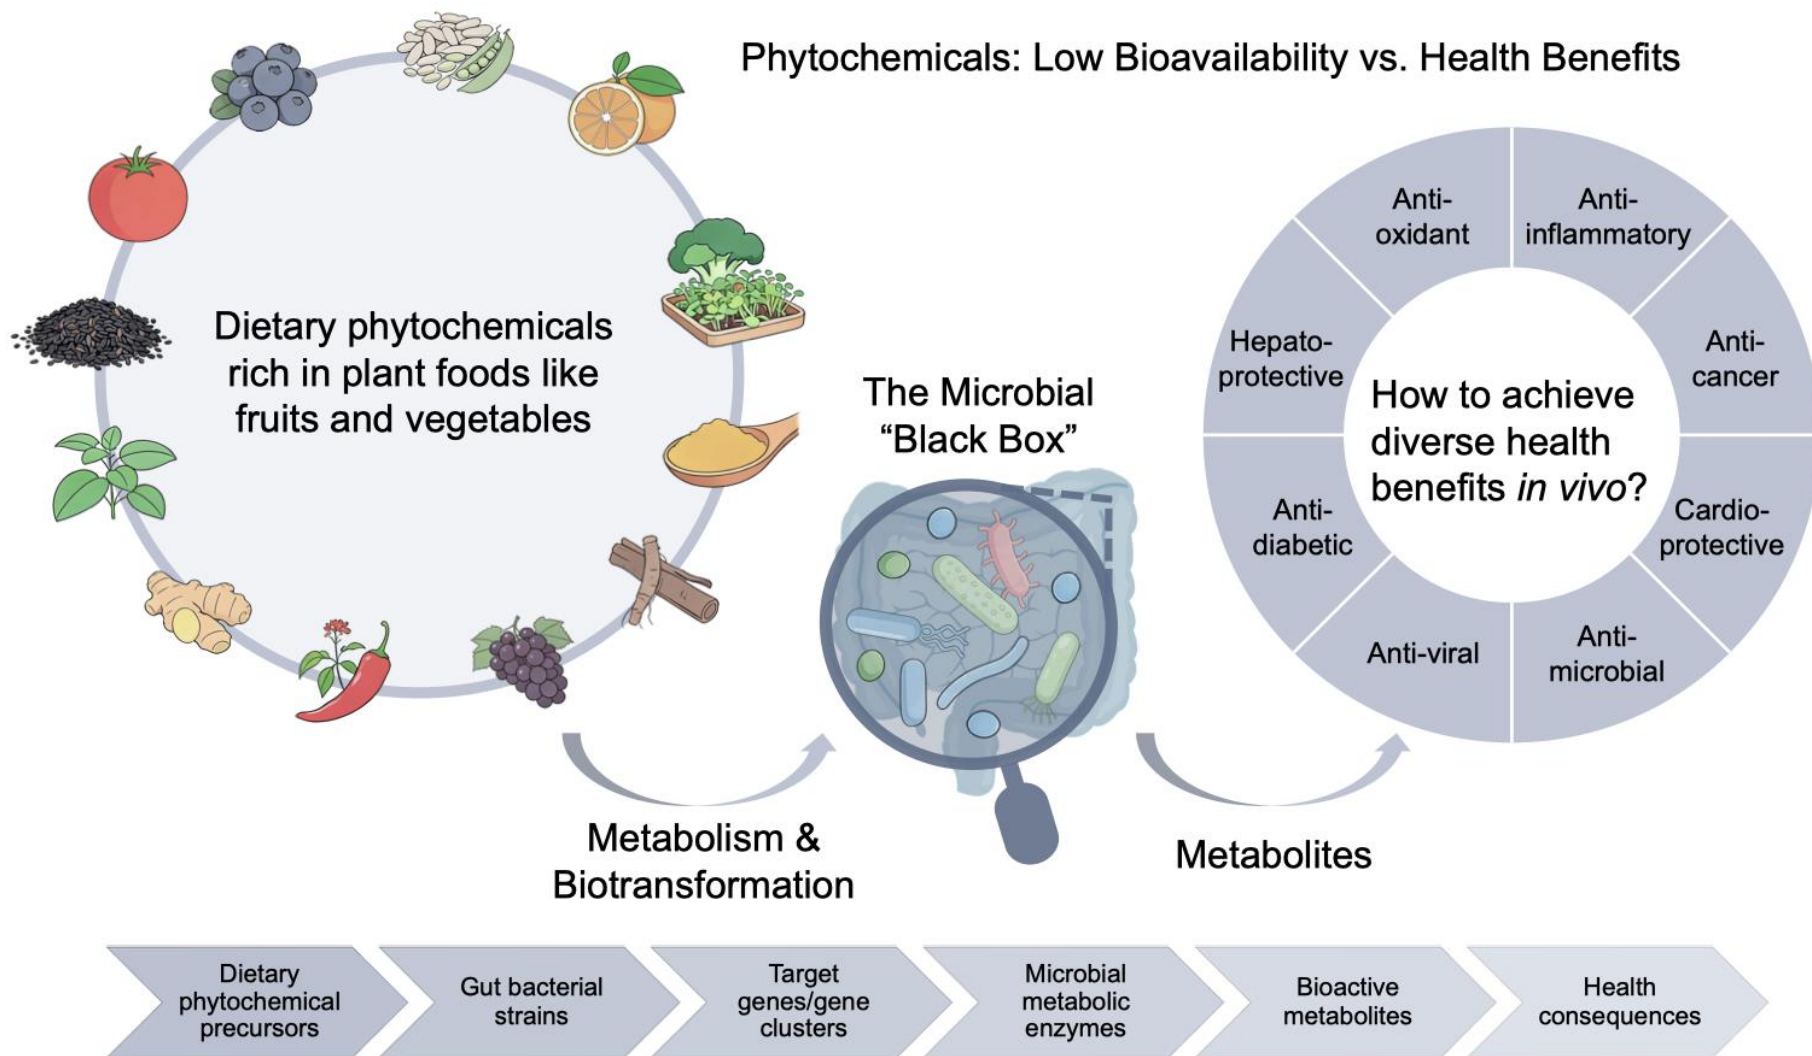 Phytochemicals: Low Bioavailability vs. Health Benefits
Dietary phytochemicals
rich in plant foods like
fruits and vegetables
The Microbial
“Black Box”
Anti-
oxidant
Anti-
inflammatory
Anti-
cancer
Cardio-
protective
Anti-
microbial
Anti-viral
Anti-
diabetic
Hepato-
protective
How to achieve
diverse health
benefits in vivo?
Metabolism &
Biotransformation
Metabolites
Dietary
phytochemical
precursors
Gut bacterial
strains
Target
genes/gene
clusters
Microbial
metabolic
enzymes
Bioactive
metabolites
Health
consequences